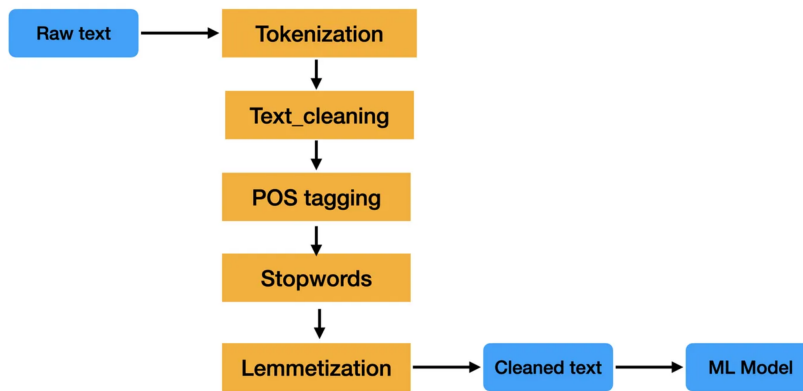 Raw text
Tokenization
Text_cleaning
POS tagging
Stopwords
Lemmetization
Cleaned text
ML Model